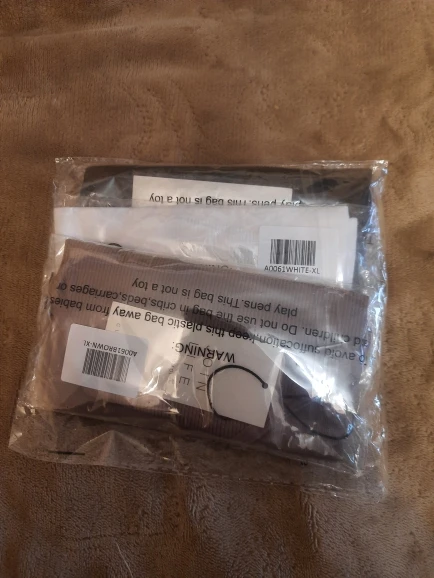 play pens.This bag is not a toy
A0061WHITE-XL
WARNING:
To avoid suffocation,keep this plastic bag away from babies
and children. Do not use the bag in cribs,beds,carriages or
play pens. This bag is not a toy
A0061BROWN-XL